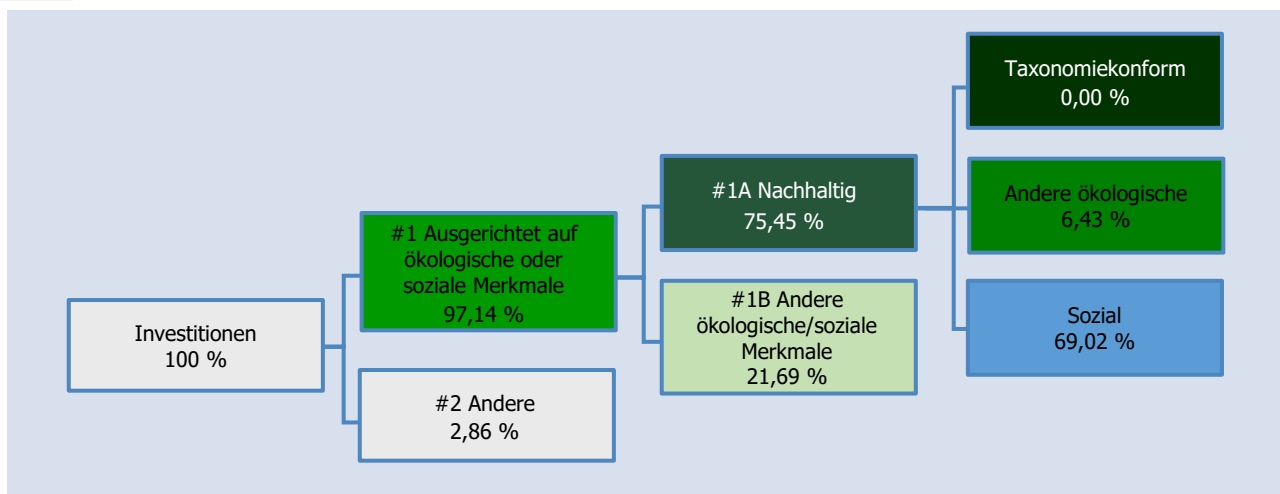 Investitionen
100 %
#1 Ausgerichtet auf
ökologische oder
soziale Merkmale
97,14 %
#2 Andere
2,86 %
#1A Nachhaltig
75,45 %
#1B Andere
ökologische/soziale
Merkmale
21,69 %
Taxonomiekonform
0,00 %
Andere ökologische
6,43 %
Sozial
69,02 %